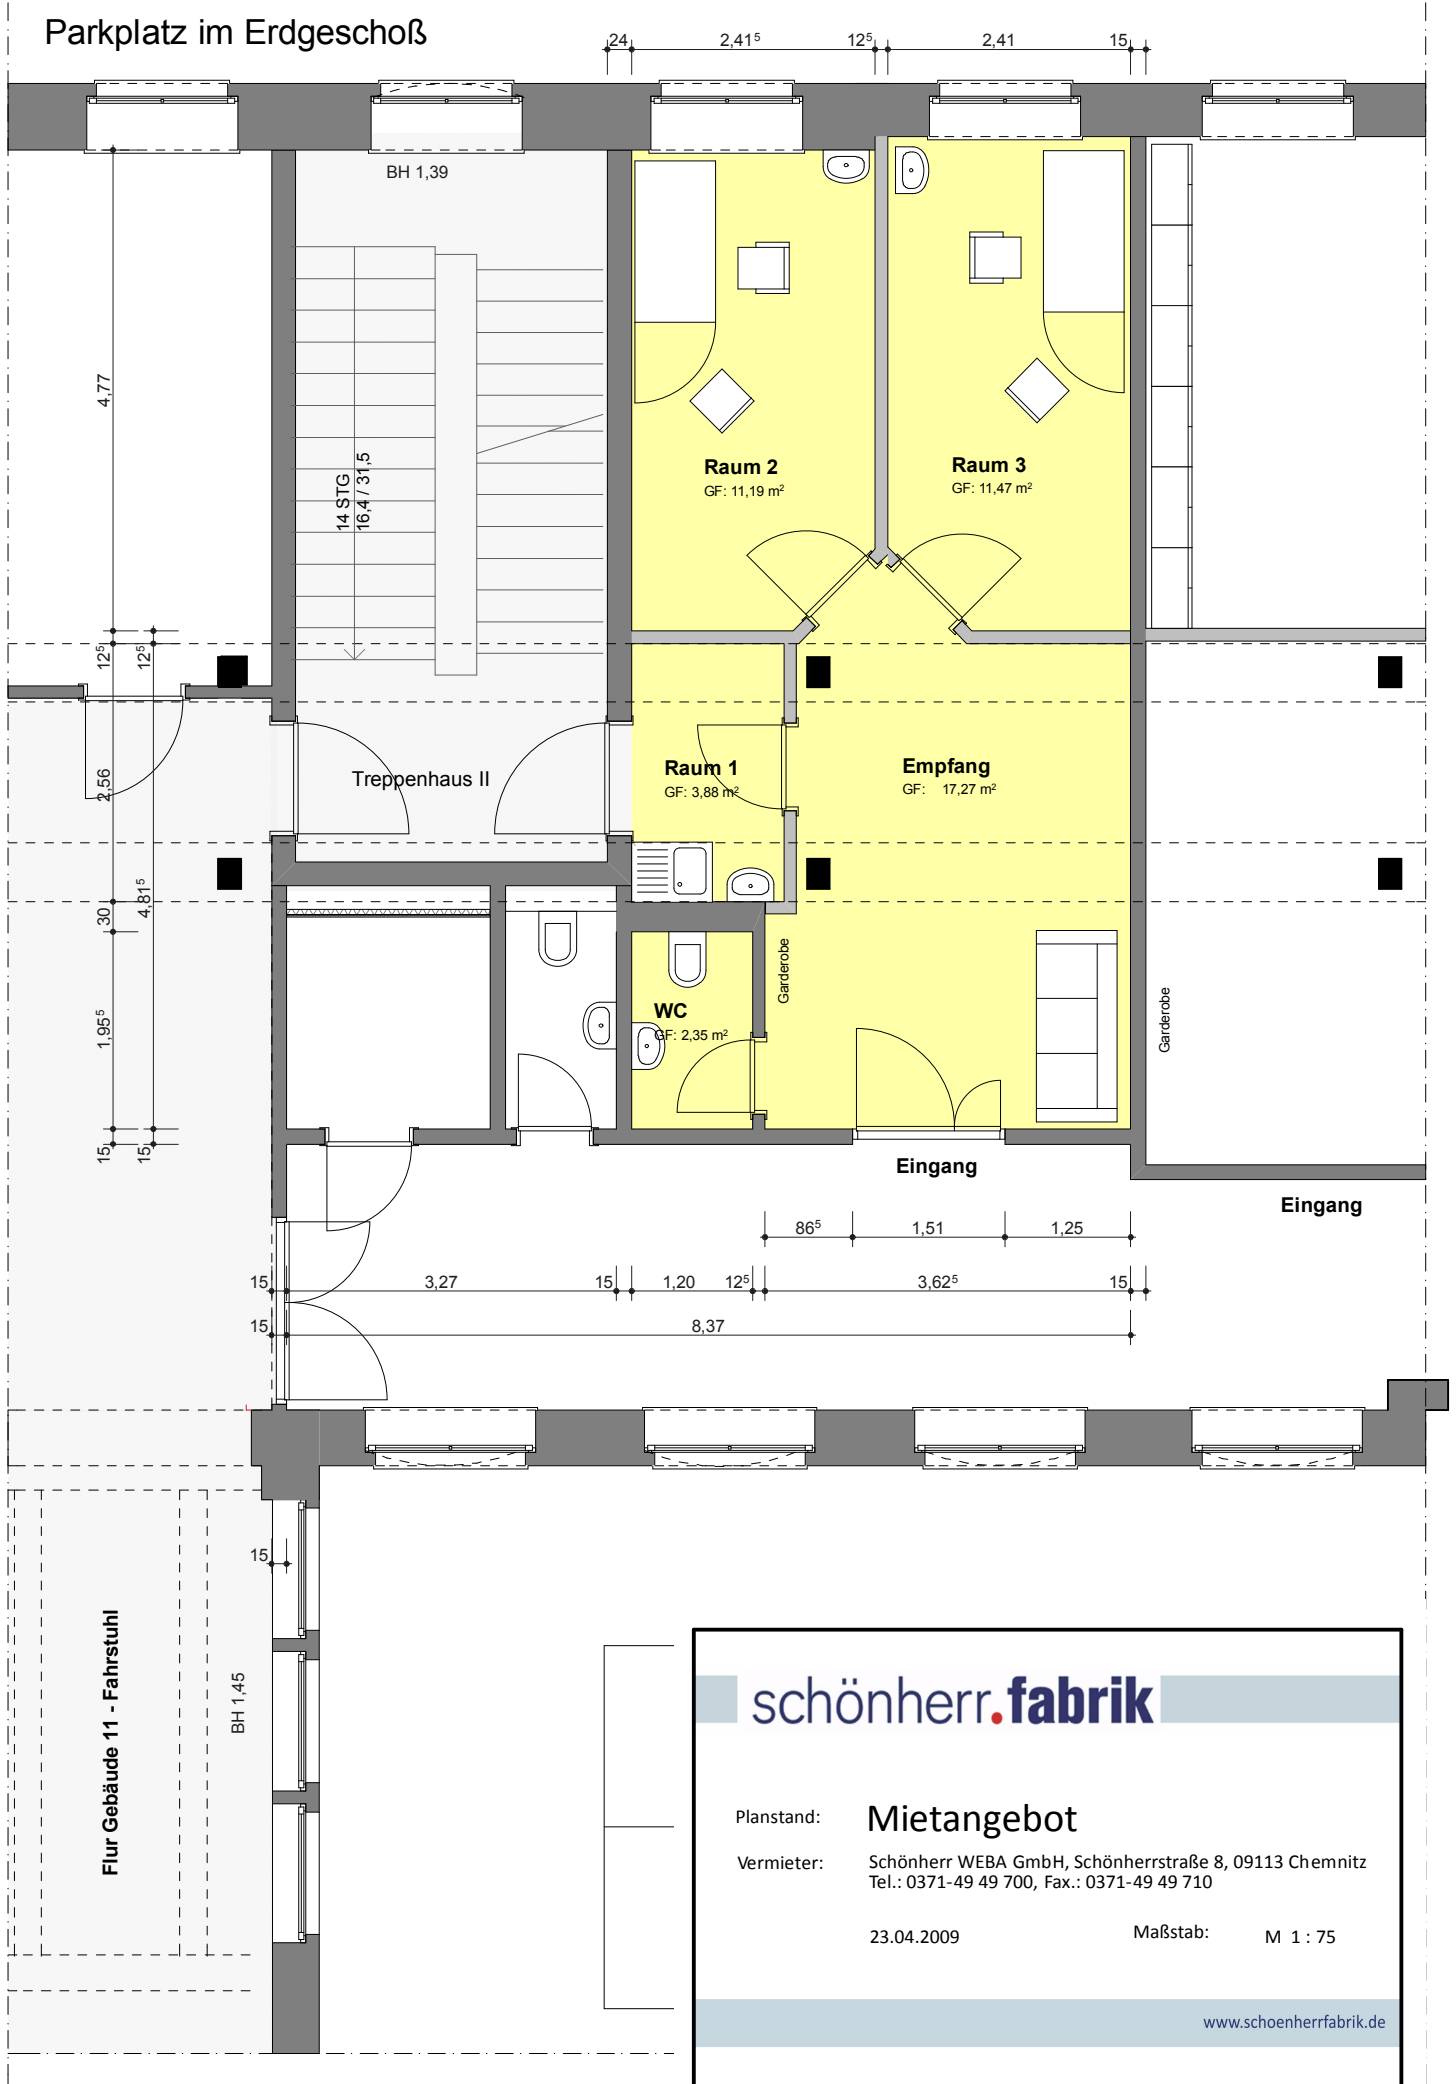 Parkplatz im Erdgeschoß
24 2,41⁵ 12⁵ 2,41 15
BH 1,39
4,77
14 STG
16,4 / 31,5
Raum 2
GF: 11,19 m²
Raum 3
GF: 11,47 m²
12⁵ 12⁵
2,56
Treppenhaus II
Raum 1
GF: 3,88 m²
Empfang
GF: 17,27 m²
30
4,81⁵
1,95⁵
15 15
WC
GF: 2,35 m²
Garderobe
Garderobe
Eingang
Eingang
86⁵ 1,51 1,25
15 3,27 15 1,20 12⁵ 3,62⁵ 15
15 8,37
15
Flur Gebäude 11 - Fahrstuhl
BH 1,45
schönherr.fabrik
Planstand: Mietangebot
Vermieter: Schönherr WEBA GmbH, Schönherrstraße 8, 09113 Chemnitz
Tel.: 0371-49 49 700, Fax.: 0371-49 49 710
23.04.2009 Maßstab: M 1 : 75
www.schoenherrfabrik.de